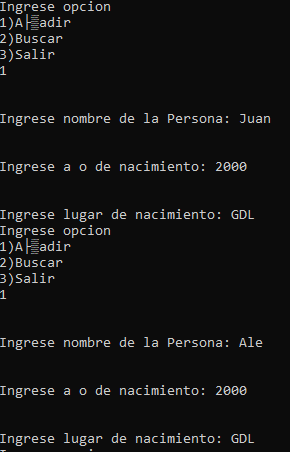 Ingrese opcion
1)A├▒adir
2)Buscar
3)Salir
1
Ingrese nombre de la Persona: Juan
Ingrese a o de nacimiento: 2000
Ingrese lugar de nacimiento: GDL
Ingrese opcion
1)A├▒adir
2)Buscar
3)Salir
1
Ingrese nombre de la Persona: Ale
Ingrese a o de nacimiento: 2000
Ingrese lugar de nacimiento: GDL